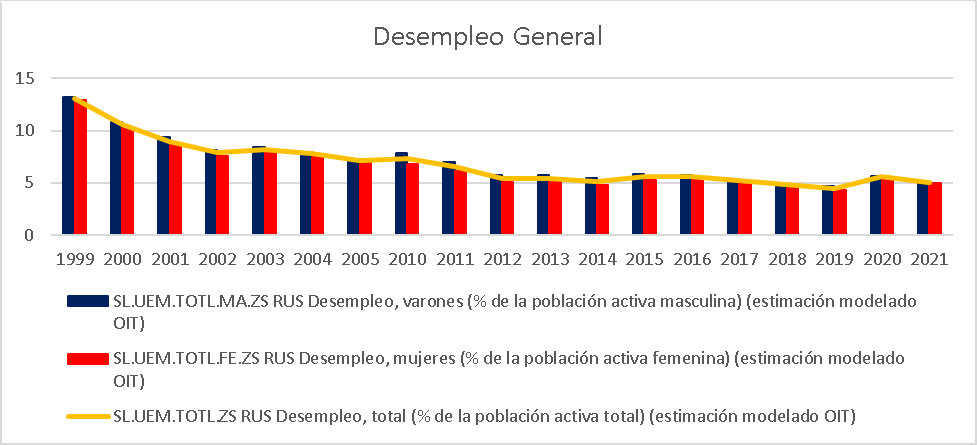 Desempleo General
15
10
5
0
1999 2000 2001 2002 2003 2004 2005 2010 2011 2012 2013 2014 2015 2016 2017 2018 2019 2020 2021
SL.UEM.TOTL.MA.ZS RUS Desempleo, varones (% de la población activa masculina) (estimación modelado
OIT)
SL.UEM.TOTL.FE.ZS RUS Desempleo, mujeres (% de la población activa femenina) (estimación modelado
OIT)
SL.UEM.TOTL.ZS RUS Desempleo, total (% de la población activa total) (estimación modelado OIT)